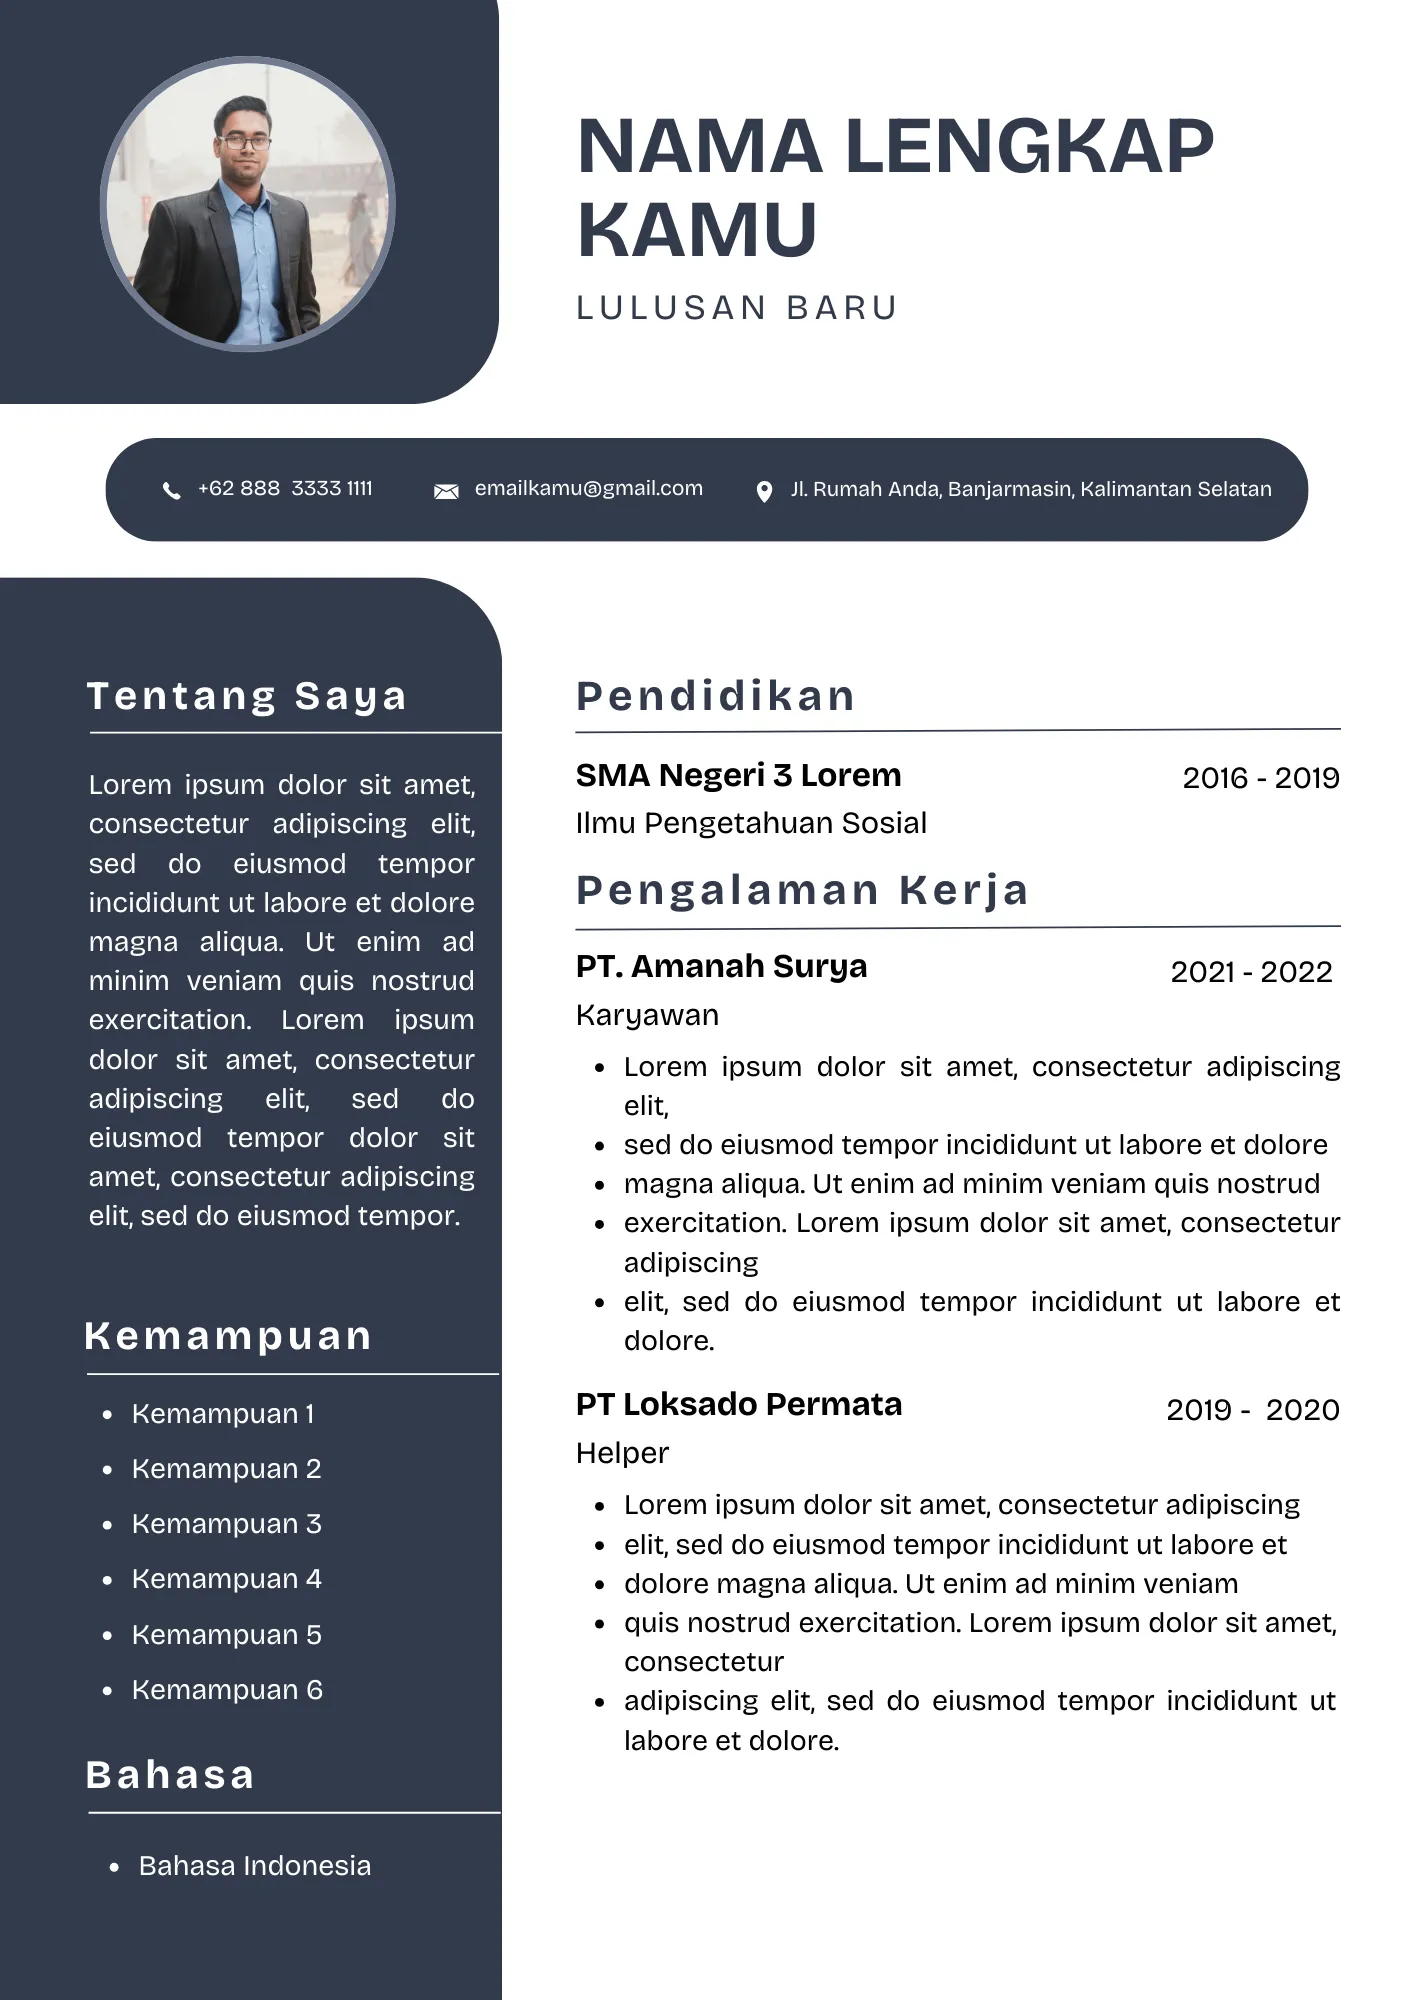 NAMA LENGKAP
KAMU
LULUSAN BARU
+62 888  3333 1111
emailkamu@gmail.com
Jl. Rumah Anda, Banjarmasin, Kalimantan Selatan
Tentang Saya
Lorem ipsum dolor sit amet,
consectetur adipiscing elit,
sed do eiusmod tempor
incididunt ut labore et dolore
magna aliqua. Ut enim ad
minim veniam quis nostrud
exercitation. Lorem ipsum
dolor sit amet, consectetur
adipiscing elit, sed do
eiusmod tempor dolor sit
amet, consectetur adipiscing
elit, sed do eiusmod tempor.
Kemampuan
• Kemampuan 1
• Kemampuan 2
• Kemampuan 3
• Kemampuan 4
• Kemampuan 5
• Kemampuan 6
Bahasa
• Bahasa Indonesia
Pendidikan
SMA Negeri 3 Lorem
2016 - 2019
Ilmu Pengetahuan Sosial
Pengalaman Kerja
PT. Amanah Surya
2021 - 2022
Karyawan
• Lorem ipsum dolor sit amet, consectetur adipiscing
elit,
• sed do eiusmod tempor incididunt ut labore et dolore
• magna aliqua. Ut enim ad minim veniam quis nostrud
• exercitation. Lorem ipsum dolor sit amet, consectetur
adipiscing
• elit, sed do eiusmod tempor incididunt ut labore et
dolore.
PT Loksado Permata
2019 -  2020
Helper
• Lorem ipsum dolor sit amet, consectetur adipiscing
• elit, sed do eiusmod tempor incididunt ut labore et
• dolore magna aliqua. Ut enim ad minim veniam
• quis nostrud exercitation. Lorem ipsum dolor sit amet,
consectetur
• adipiscing elit, sed do eiusmod tempor incididunt ut
labore et dolore.